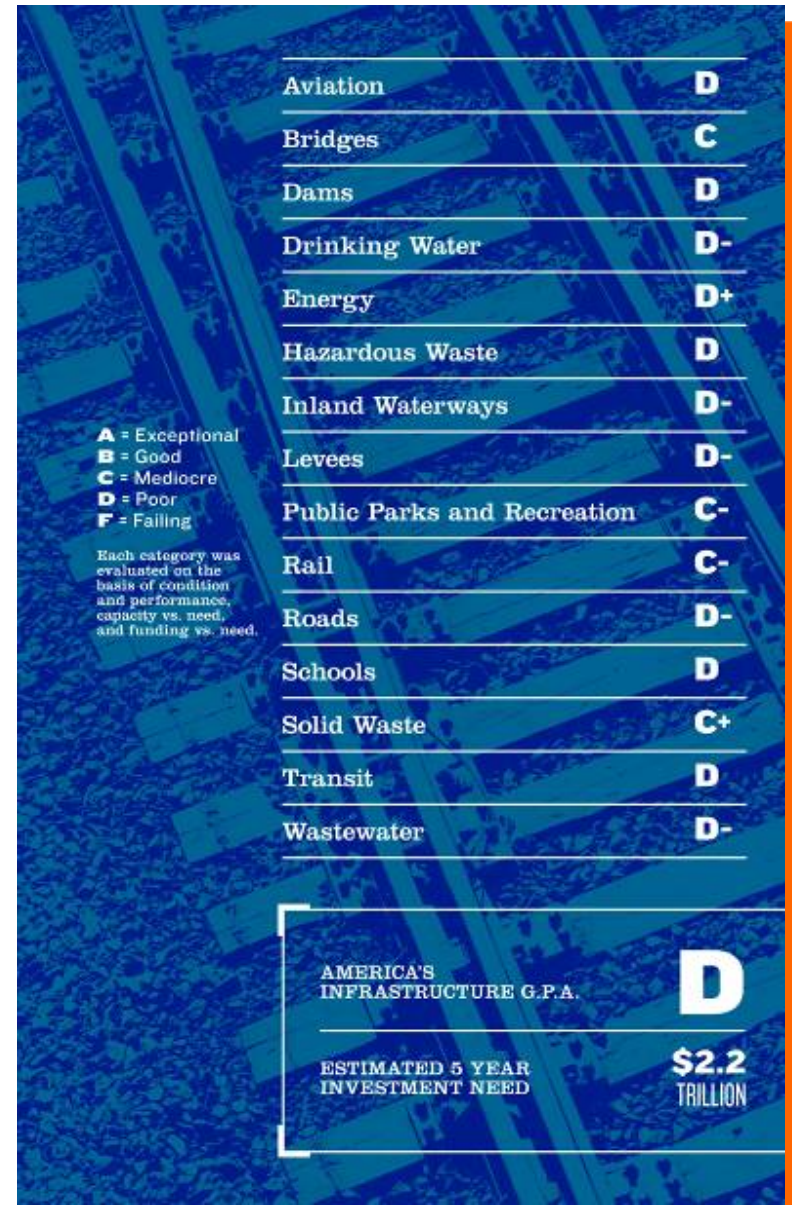 Aviation D
Bridges C
Dams D
Drinking Water D-
Energy D+
Hazardous Waste D
Inland Waterways D-
Levees D-
Public Parks and Recreation C-
Rail C-
Roads D-
Schools D
Solid Waste C+
Transit D
Wastewater D-
A = Exceptional
B = Good
C = Mediocre
D = Poor
F = Failing
Each category was
evaluated on the
basis of condition
and performance,
capacity vs. need,
and funding vs. need.
AMERICA'S
INFRASTRUCTURE G.P.A.
D
ESTIMATED 5 YEAR
INVESTMENT NEED
$2.2
TRILLION